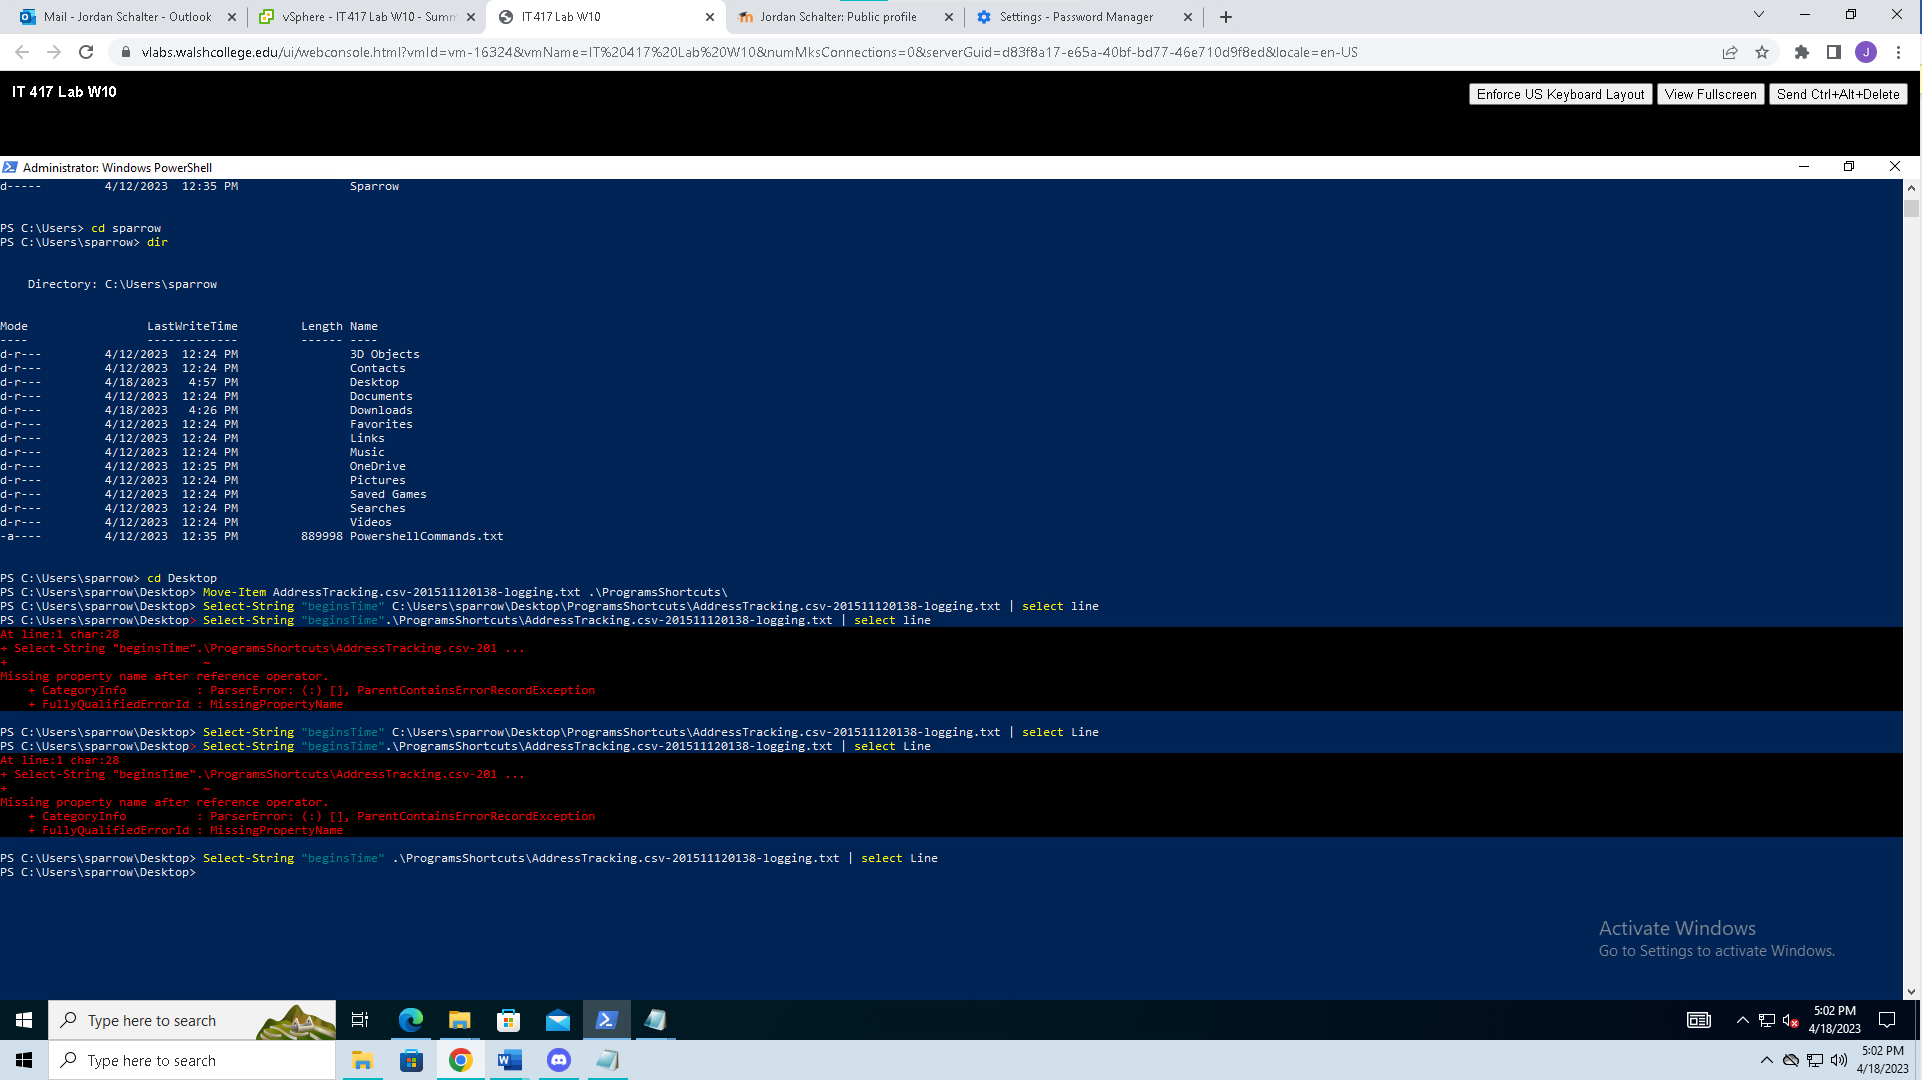 Mail - Jordan Schalter - Outlook
vSphere - IT417 Lab W10 - Summ
IT417 Lab W10
Jordan Schalter: Public profile
Settings - Password Manager
vlabs.walshcollege.edu/ui/webconsole.html?vmId=vm-16324&vmName=IT%20417%20Lab%20W10&numMksConnections=0&serverGuid=d83f8a17-e65a-40bf-bd77-46e710d9f8ed&locale=en-US
J
IT 417 Lab W10
Enforce US Keyboard Layout
View Fullscreen
Send Ctrl+Alt+Delete
Administrator: Windows PowerShell
d-----        4/12/2023  12:35 PM                Sparrow
PS C:\Users> cd sparrow
PS C:\Users\sparrow> dir
    Directory: C:\Users\sparrow
Mode                 LastWriteTime         Length Name
----                 -------------         ------ ----
d-r---        4/12/2023  12:24 PM                3D Objects
d-r---        4/12/2023  12:24 PM                Contacts
d-r---        4/18/2023   4:57 PM                Desktop
d-r---        4/12/2023  12:24 PM                Documents
d-r---        4/18/2023   4:26 PM                Downloads
d-r---        4/12/2023  12:24 PM                Favorites
d-r---        4/12/2023  12:24 PM                Links
d-r---        4/12/2023  12:24 PM                Music
d-r---        4/12/2023  12:25 PM                OneDrive
d-r---        4/12/2023  12:24 PM                Pictures
d-r---        4/12/2023  12:24 PM                Saved Games
d-r---        4/12/2023  12:24 PM                Searches
d-r---        4/12/2023  12:24 PM                Videos
-a----        4/12/2023  12:35 PM         889998 PowershellCommands.txt
PS C:\Users\sparrow> cd Desktop
PS C:\Users\sparrow\Desktop> Move-Item AddressTracking.csv-201511120138-logging.txt .\ProgramsShortcuts\
PS C:\Users\sparrow\Desktop> Select-String "beginsTime" C:\Users\sparrow\Desktop\ProgramsShortcuts\AddressTracking.csv-201511120138-logging.txt | select line
PS C:\Users\sparrow\Desktop> Select-String "beginsTime".\ProgramsShortcuts\AddressTracking.csv-201511120138-logging.txt | select line
At line:1 char:28
+ Select-String "beginsTime".\ProgramsShortcuts\AddressTracking.csv-201 ...
+                            ~
Missing property name after reference operator.
    + CategoryInfo          : ParserError: (:) [], ParentContainsErrorRecordException
    + FullyQualifiedErrorId : MissingPropertyName
PS C:\Users\sparrow\Desktop> Select-String "beginsTime" C:\Users\sparrow\Desktop\ProgramsShortcuts\AddressTracking.csv-201511120138-logging.txt | select Line
PS C:\Users\sparrow\Desktop> Select-String "beginsTime".\ProgramsShortcuts\AddressTracking.csv-201511120138-logging.txt | select Line
At line:1 char:28
+ Select-String "beginsTime".\ProgramsShortcuts\AddressTracking.csv-201 ...
+                            ~
Missing property name after reference operator.
    + CategoryInfo          : ParserError: (:) [], ParentContainsErrorRecordException
    + FullyQualifiedErrorId : MissingPropertyName
PS C:\Users\sparrow\Desktop> Select-String "beginsTime" .\ProgramsShortcuts\AddressTracking.csv-201511120138-logging.txt | select Line
PS C:\Users\sparrow\Desktop>
Activate Windows
Go to Settings to activate Windows.
Type here to search
5:02 PM
4/18/2023
Type here to search
5:02 PM
4/18/2023